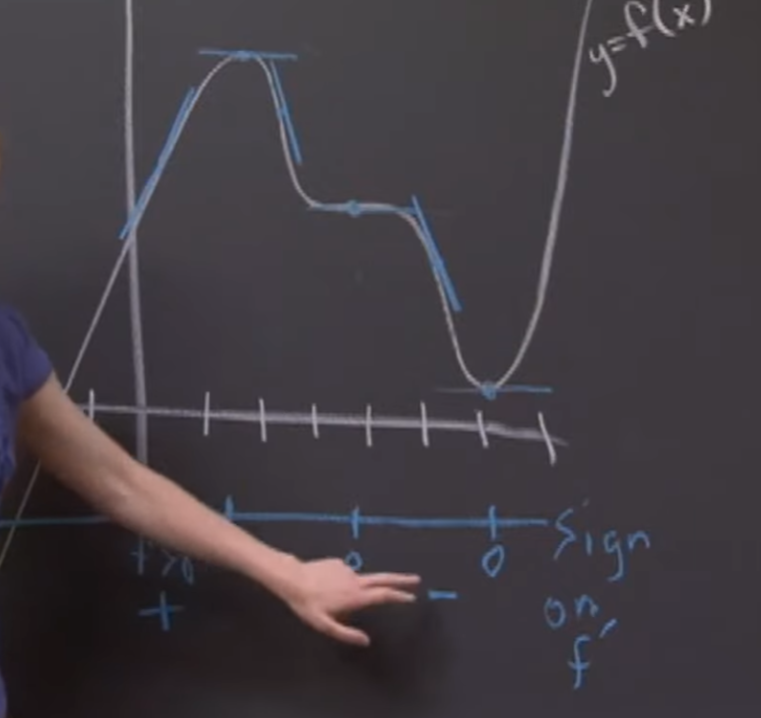 y=f(x)
0 0 Sign
+ - on
f'